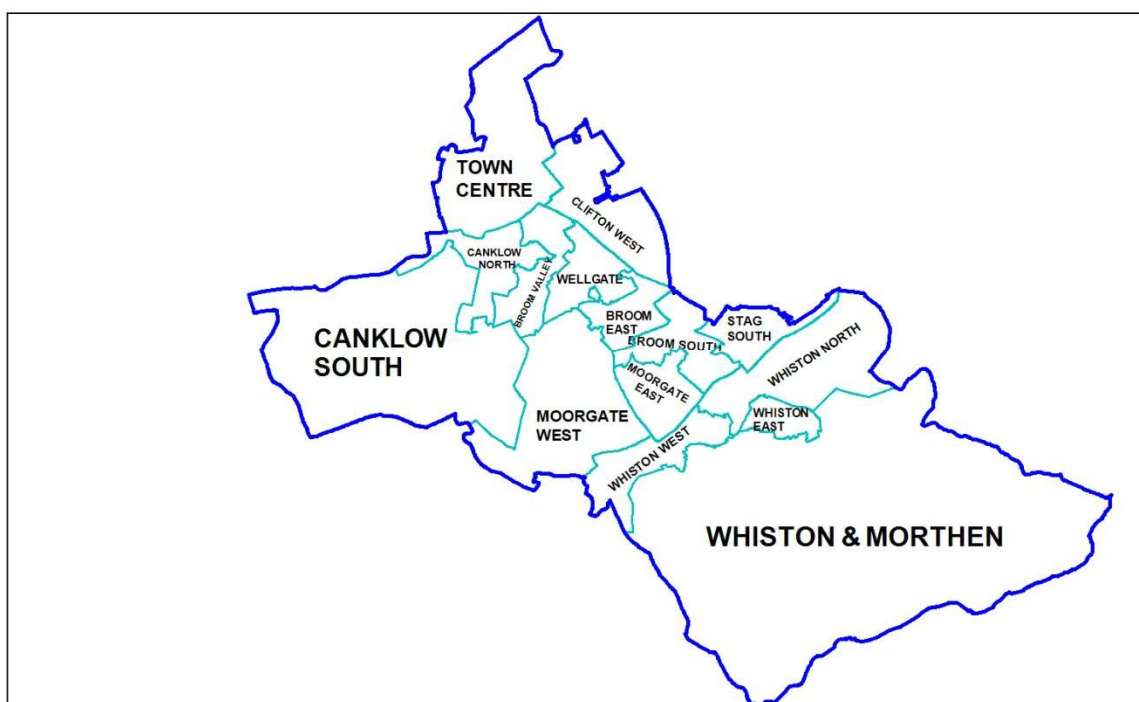 TOWN
CENTRE
CLIFTON WEST
CANKLOW
NORTH
BROOM VALLEY
WELLGATE
BROOM
EAST
BROOM SOUTH
STAG
SOUTH
WHISTON NORTH
CANKLOW
SOUTH
MOORGATE
EAST
MOORGATE
WEST
WHISTON
EAST
WHISTON WEST
WHISTON & MORTHEN